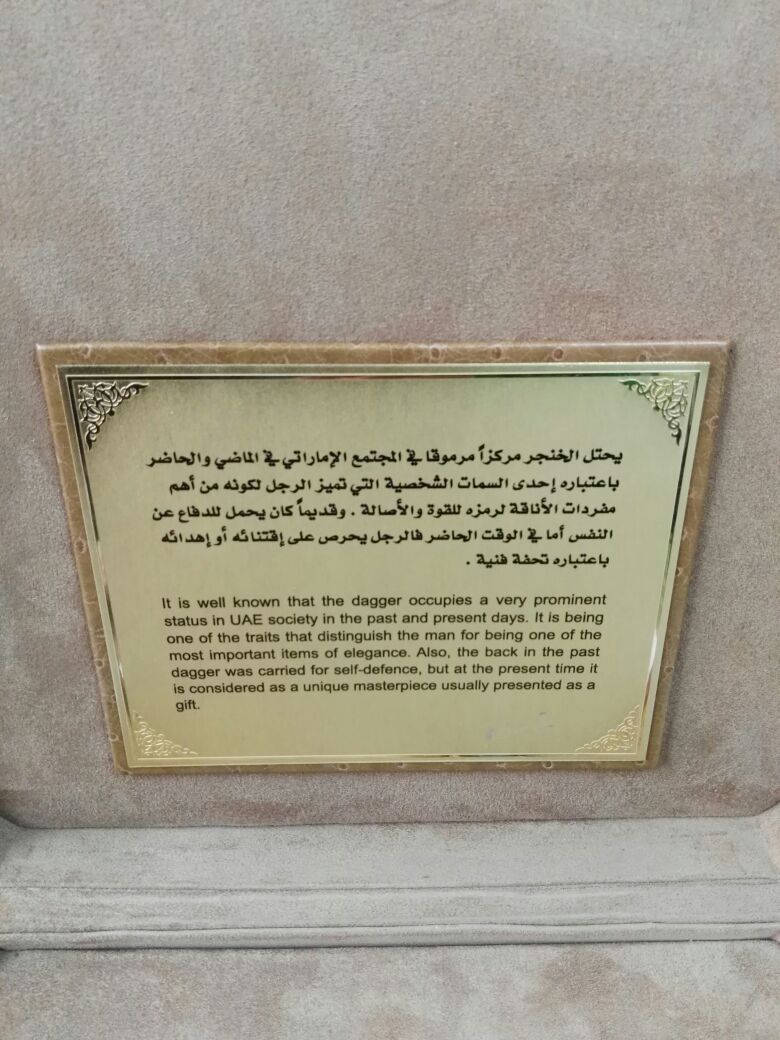 يحتل الخنجر مركزاً مرموقا في المجتمع الإماراتي في الماضي والحاضر
باعتباره إحدى السمات الشخصية التي تميز الرجل لكونه من أهم
مفردات الأناقة لرمزه للقوة والأصالة . وقديماً كان يحمل للدفاع عن
النفس أما في الوقت الحاضر فالرجل يحرص على إقتنائه أو إهدائه
باعتباره تحفة فنية .
It is well known that the dagger occupies a very prominent
status in UAE society in the past and present days. It is being
one of the traits that distinguish the man for being one of the
most important items of elegance. Also, the back in the past
dagger was carried for self-defence, but at the present time it
is considered as a unique masterpiece usually presented as a
gift.